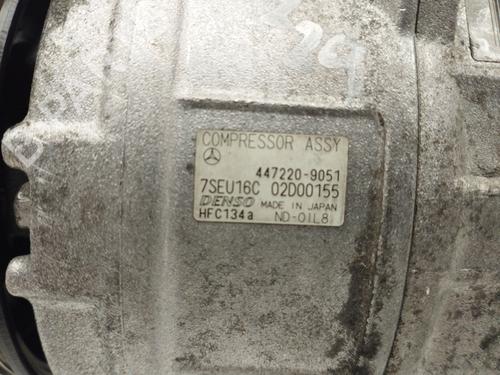 COMPRESSOR ASSY
447220-9051
7SEU16C 02D00155
DENSO MADE IN JAPAN
HFC134a ND-OIL8